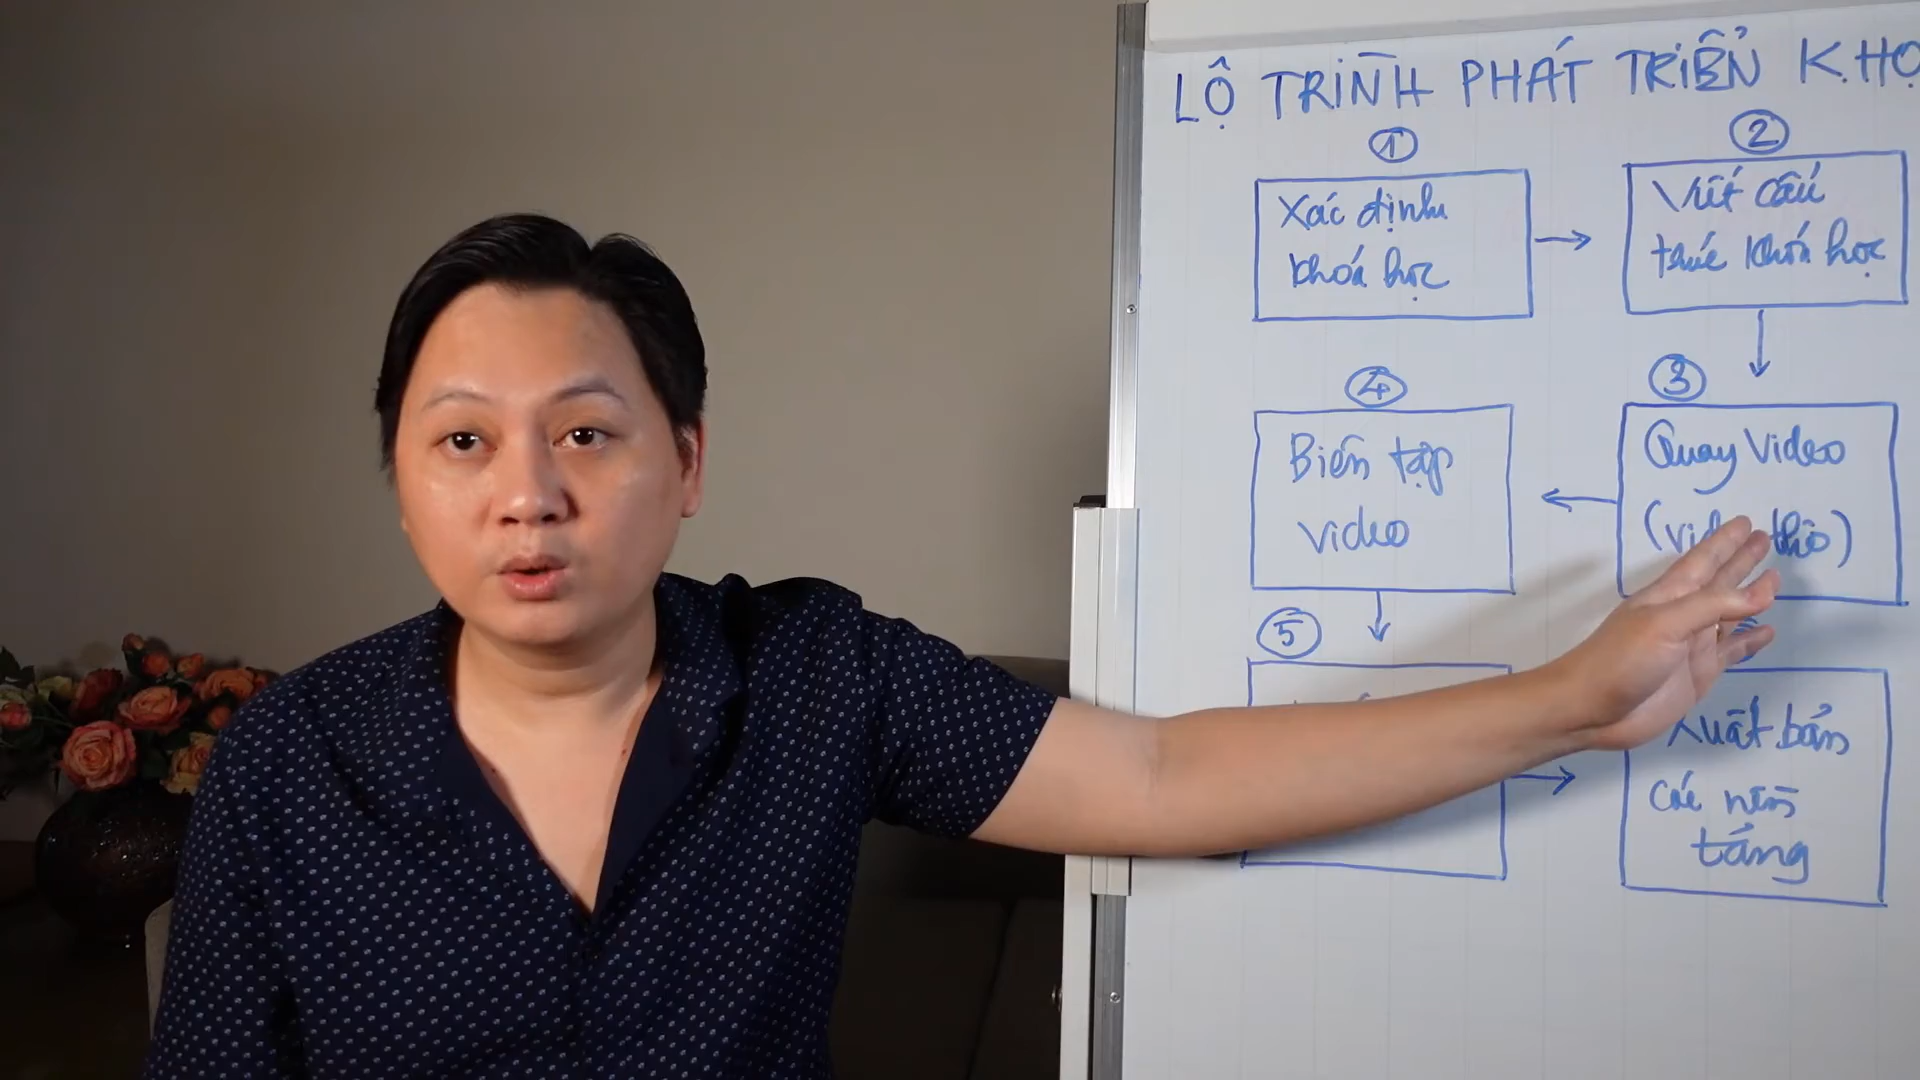 LỘ TRÌNH PHÁT TRIỂN K.HỌ
1
Xác định
khóa học
2
Viết cấu
trúc khóa học
3
Quay Video
thô)
4
Biên tập
video
5
Xuất bản
các nền
tảng